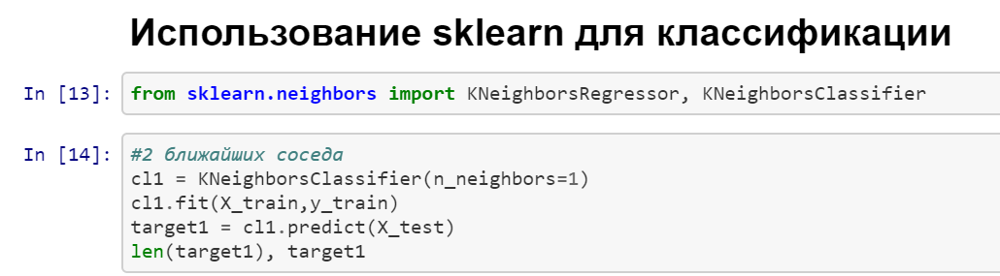 Использование sklearn для классификации
In [13]: from sklearn.neighbors import KNeighborsRegressor, KNeighborsClassifier
In [14]: #2 ближайших соседа
cl1 = KNeighborsClassifier(n_neighbors=1)
cl1.fit(X_train,y_train)
target1 = cl1.predict(X_test)
len(target1), target1